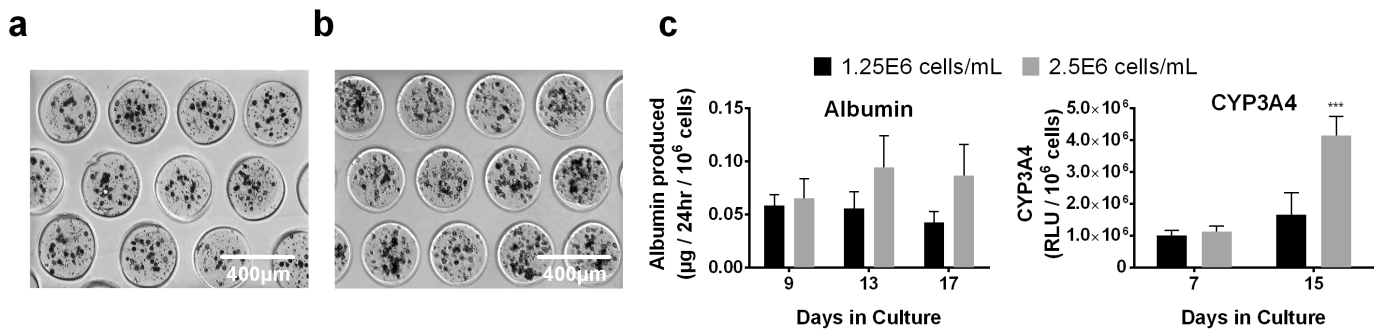 a
b
c
400µm
400µm
1.25E6 cells/mL
2.5E6 cells/mL
Albumin
Albumin produced
(µg / 24hr / 10⁶ cells)
0.15
0.10
0.05
0.00
9
13
17
Days in Culture
CYP3A4
***
CYP3A4
(RLU / 10⁶ cells)
5.0×10⁶
4.0×10⁶
3.0×10⁶
2.0×10⁶
1.0×10⁶
0
7
15
Days in Culture